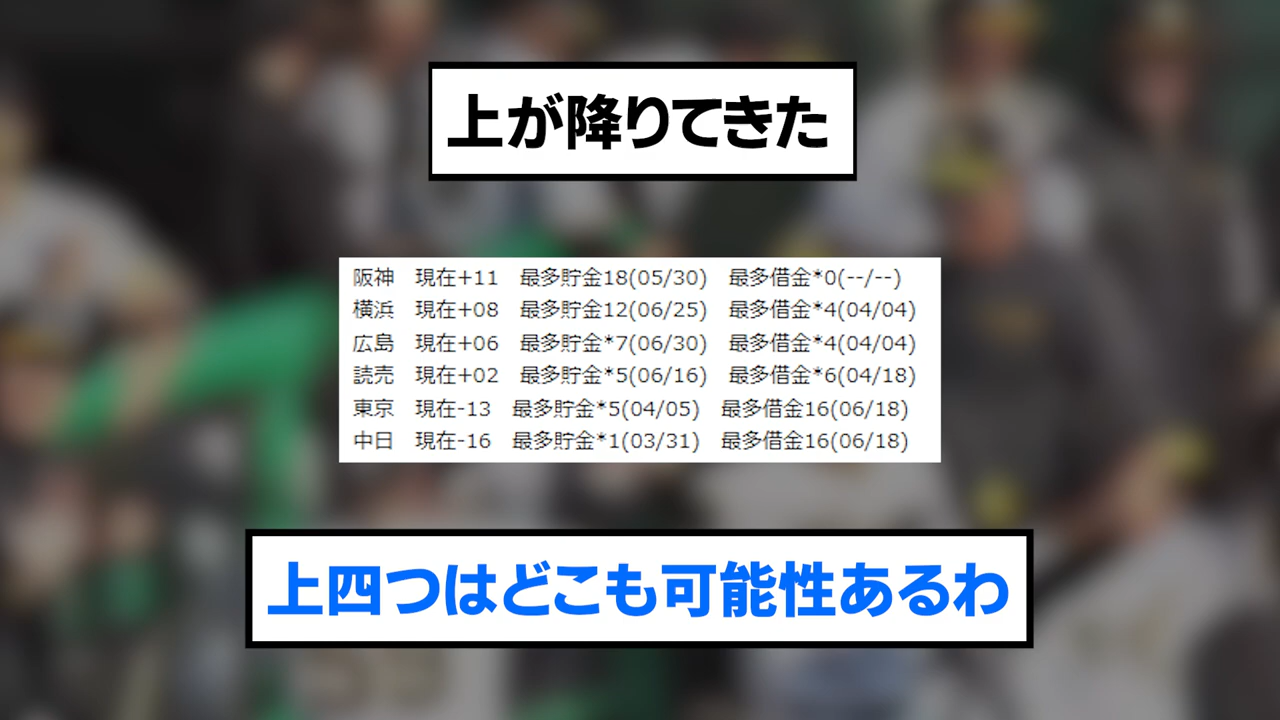 上が降りてきた
阪神　現在+11　最多貯金18(05/30)　最多借金*0(--/--)
横浜　現在+08　最多貯金12(06/25)　最多借金*4(04/04)
広島　現在+06　最多貯金*7(06/30)　最多借金*4(04/04)
読売　現在+02　最多貯金*5(06/16)　最多借金*6(04/18)
東京　現在-13　最多貯金*5(04/05)　最多借金16(06/18)
中日　現在-16　最多貯金*1(03/31)　最多借金16(06/18)
上四つはどこも可能性あるわ